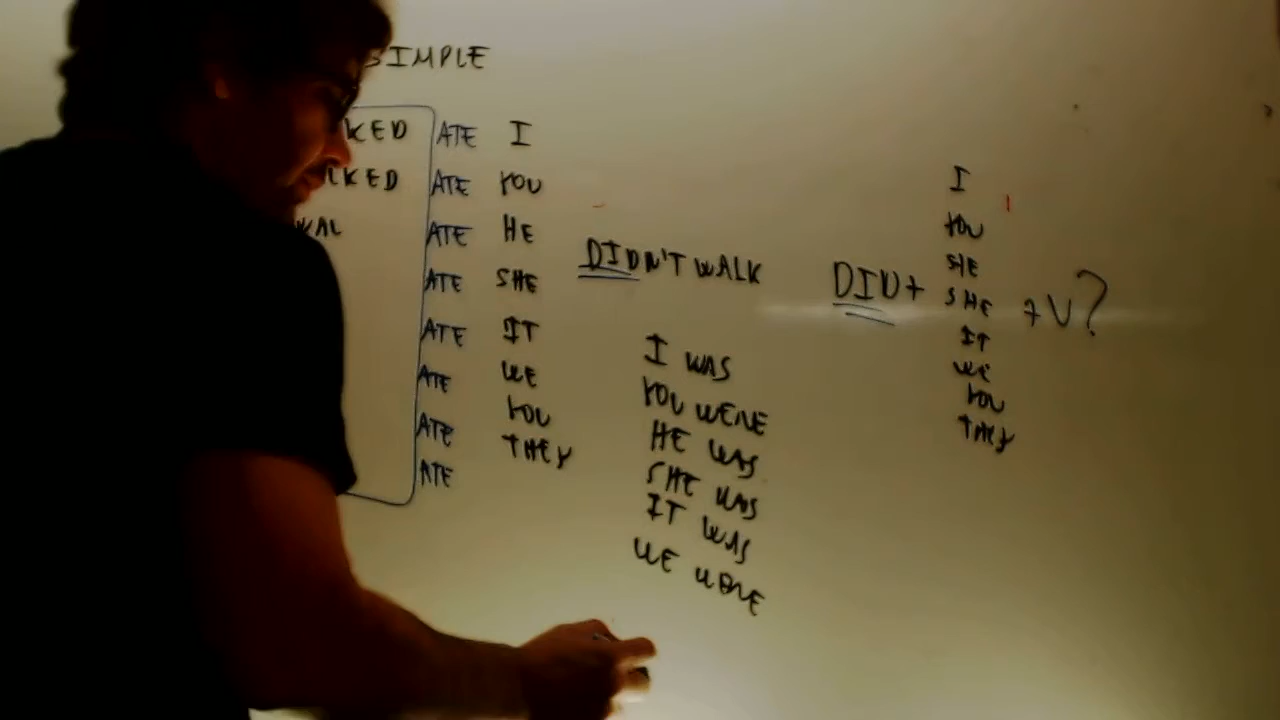 SIMPLE
KED ATE I
LKED ATE YOU
ATE HE
ATE SHE
ATE IT
ATE WE
ATE YOU
ATE THEY
DIDN'T WALK
I WAS
YOU WERE
HE WAS
SHE WAS
IT WAS
WE WERE
DID +
I
YOU
SHE
SHE
IT
WE
YOU
THEY
+ V?